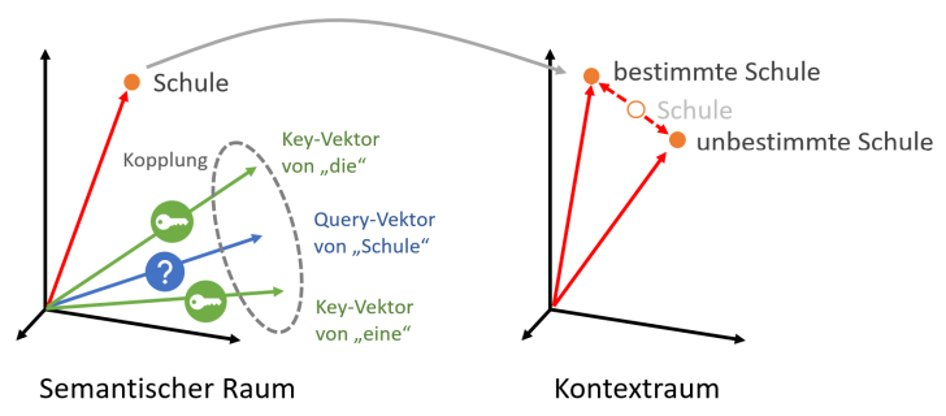 Schule
Kopplung
Key-Vektor
von „die“
Query-Vektor
von „Schule“
Key-Vektor
von „eine“
?
Semantischer Raum
bestimmte Schule
Schule
unbestimmte Schule
Kontextraum